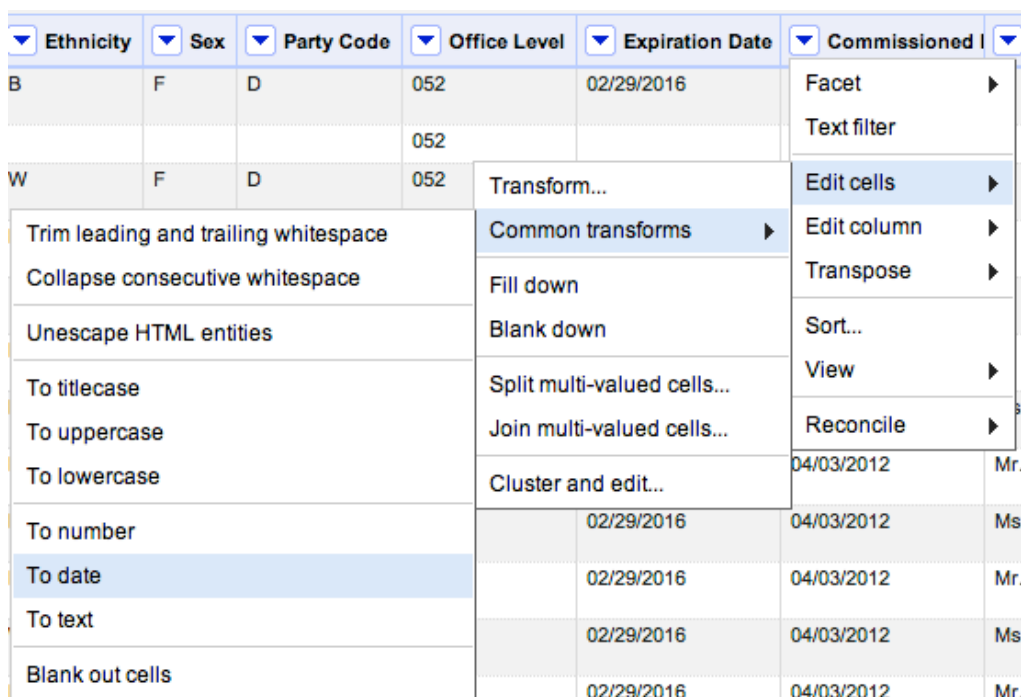 Ethnicity Sex Party Code Office Level Expiration Date Commissioned
B F D 052 02/29/2016
052
W F D 052
Facet
Text filter
Edit cells
Edit column
Transpose
Sort...
View
Reconcile
Transform...
Common transforms
Fill down
Blank down
Split multi-valued cells...
Join multi-valued cells...
Cluster and edit...
Trim leading and trailing whitespace
Collapse consecutive whitespace
Unescape HTML entities
To titlecase
To uppercase
To lowercase
To number
To date
To text
Blank out cells
04/03/2012 Mr.
02/29/2016 04/03/2012 Ms
02/29/2016 04/03/2012 Mr.
02/29/2016 04/03/2012 Ms
02/29/2016 04/03/2012 Mr